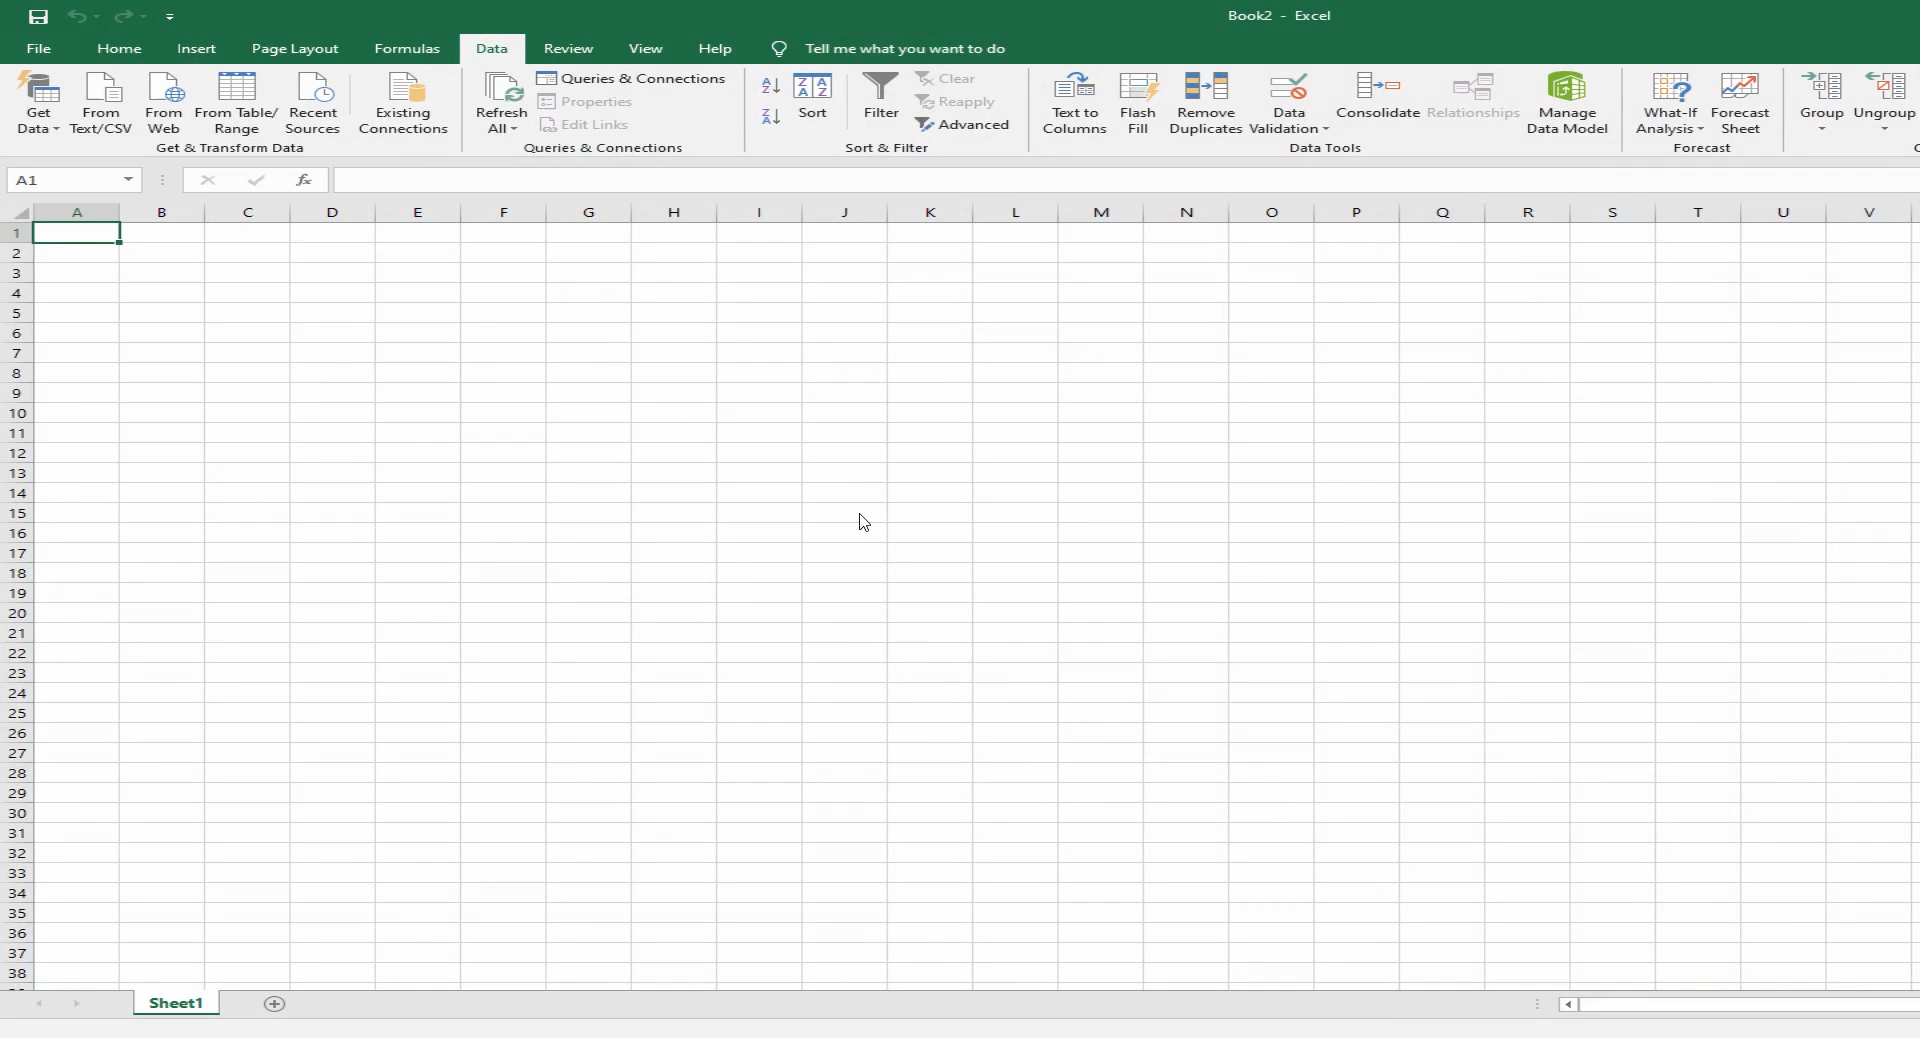 Book2 - Excel
File Home Insert Page Layout Formulas Data Review View Help Tell me what you want to do
Get Data
From Text/CSV
From Web
From Table/ Range
Recent Sources
Existing Connections
Get & Transform Data
Refresh All
Queries & Connections
Properties
Edit Links
Queries & Connections
Sort
Filter
Clear
Reapply
Advanced
Sort & Filter
Text to Columns
Flash Fill
Remove Duplicates
Data Validation
Consolidate
Relationships
Manage Data Model
Data Tools
What-If Analysis
Forecast Sheet
Forecast
Group
Ungroup
A1
fx
A B C D E F G H I J K L M N O P Q R S T U V
1
2
3
4
5
6
7
8
9
10
11
12
13
14
15
16
17
18
19
20
21
22
23
24
25
26
27
28
29
30
31
32
33
34
35
36
37
38
Sheet1